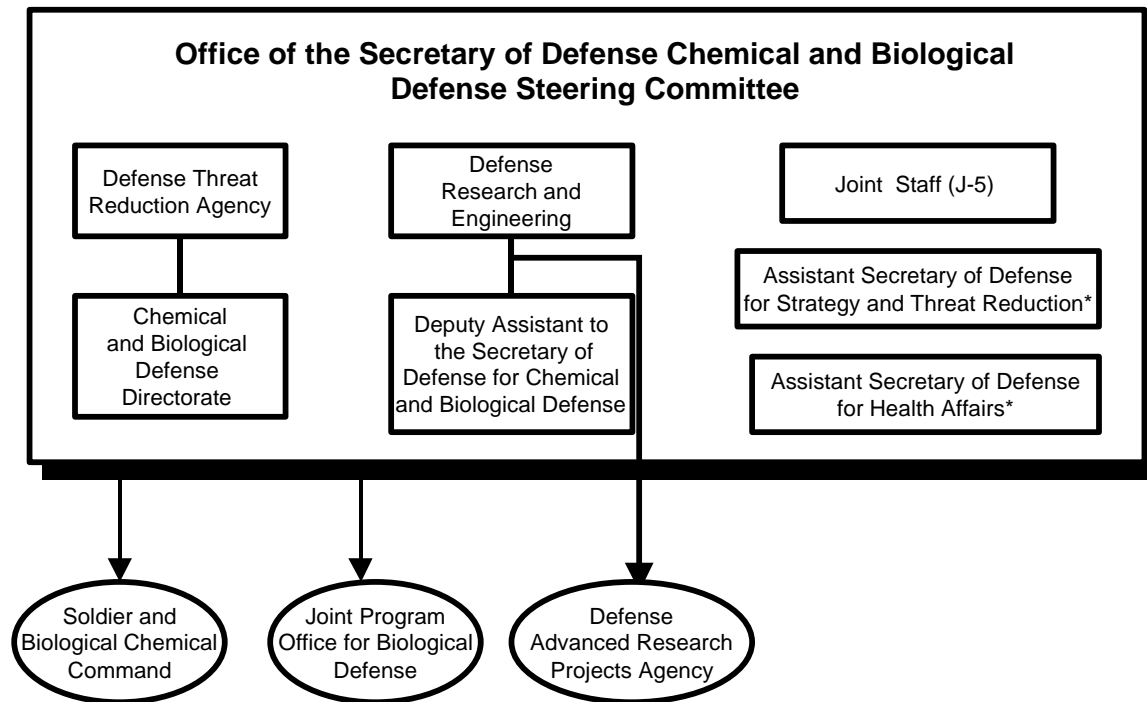 Office of the Secretary of Defense Chemical and Biological
Defense Steering Committee
Defense Threat
Reduction Agency
Defense
Research and
Engineering
Joint Staff (J-5)
Assistant Secretary of Defense
for Strategy and Threat Reduction*
Chemical
and Biological
Defense
Directorate
Deputy Assistant to
the Secretary of
Defense for Chemical
and Biological Defense
Assistant Secretary of Defense
for Health Affairs*
Soldier and
Biological Chemical
Command
Joint Program
Office for Biological
Defense
Defense
Advanced Research
Projects Agency